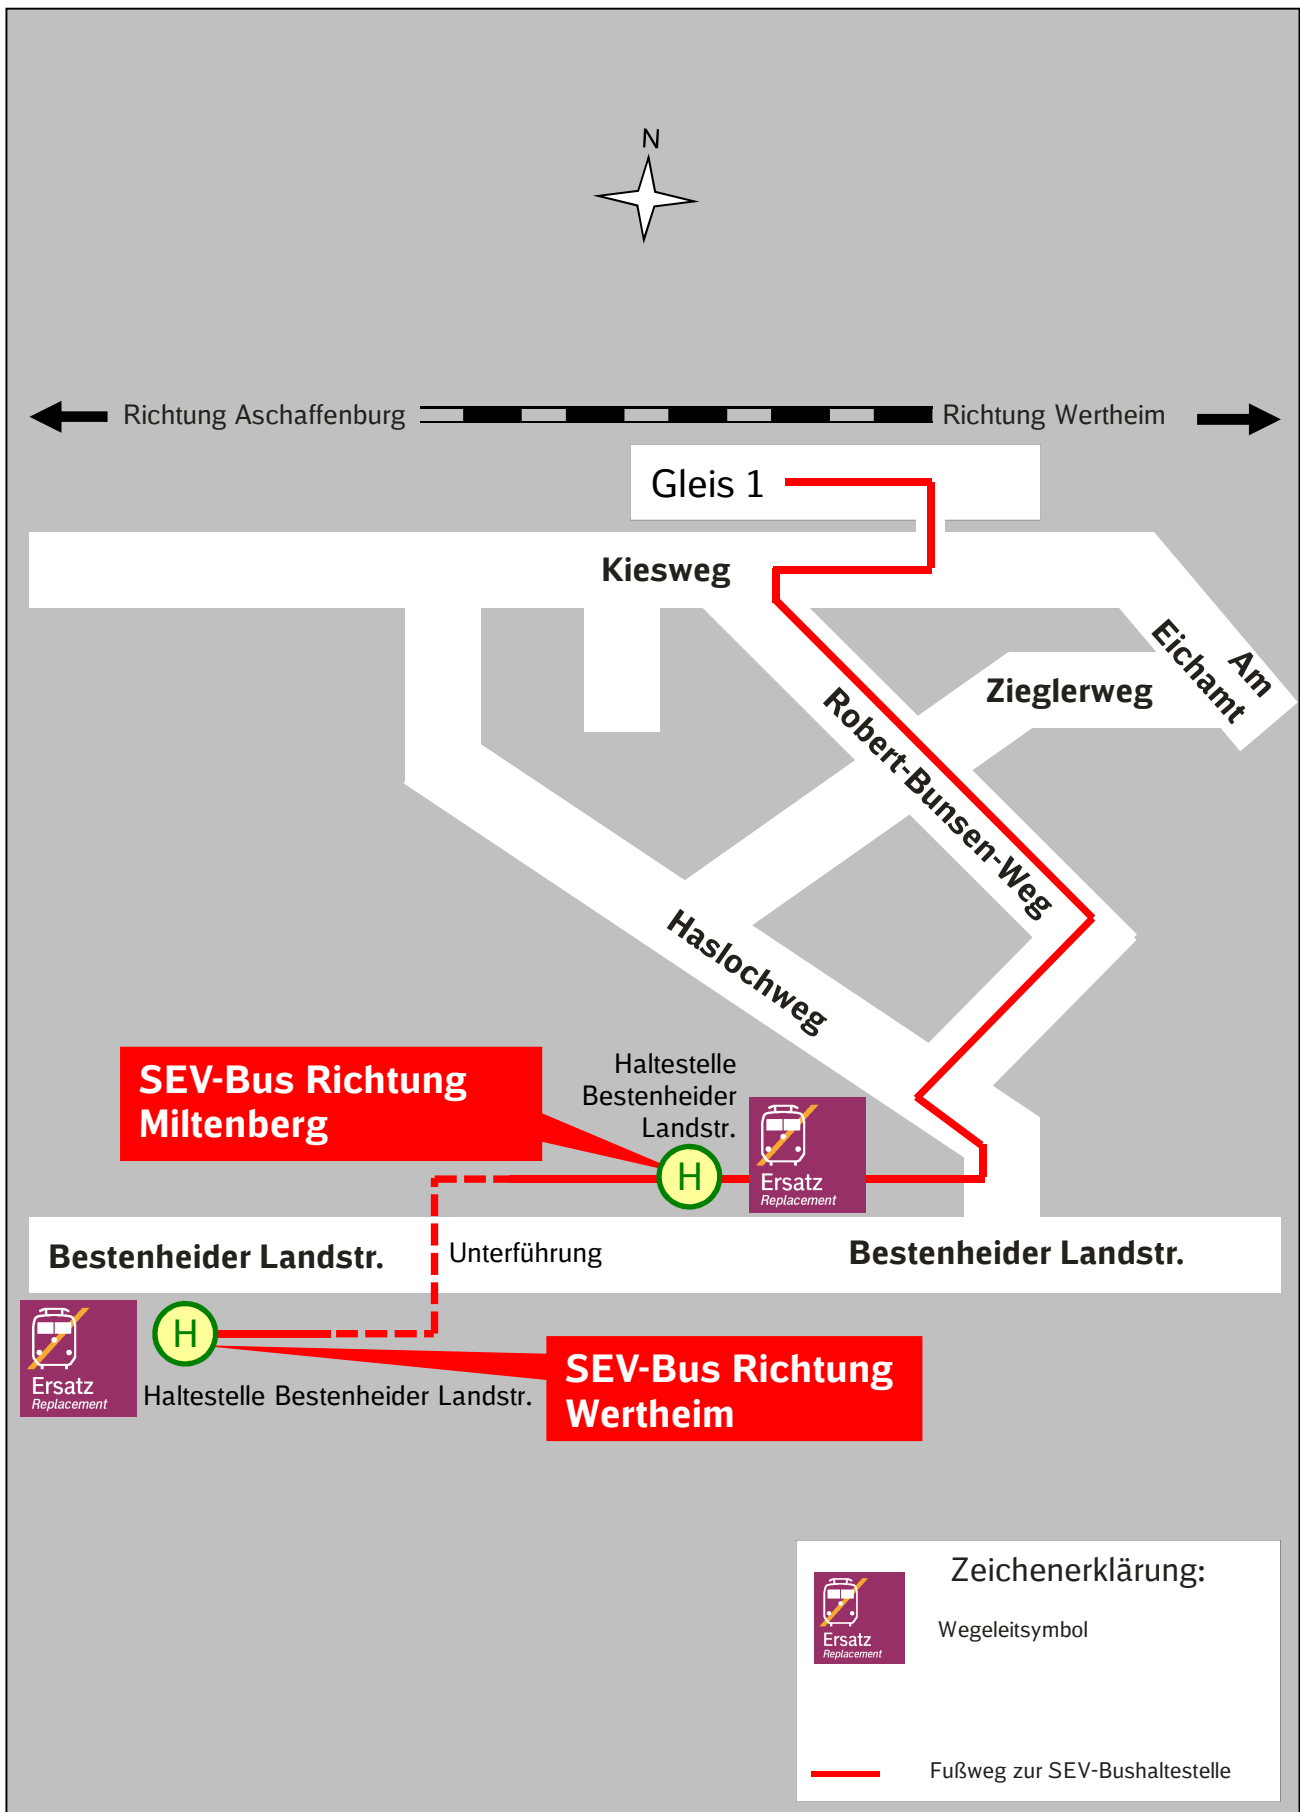 N
Richtung Aschaffenburg
Richtung Wertheim
Gleis 1
Kiesweg
Am
Eichamt
Zieglerweg
Robert-Bunsen-Weg
Haslochweg
Haltestelle
Bestenheider
Landstr.
SEV-Bus Richtung
Miltenberg
H
Ersatz
Replacement
Bestenheider Landstr.
Unterführung
Bestenheider Landstr.
Ersatz
Replacement
H
Haltestelle Bestenheider Landstr.
SEV-Bus Richtung
Wertheim
Zeichenerklärung:
Ersatz
Replacement
Wegeleitsymbol
Fußweg zur SEV-Bushaltestelle